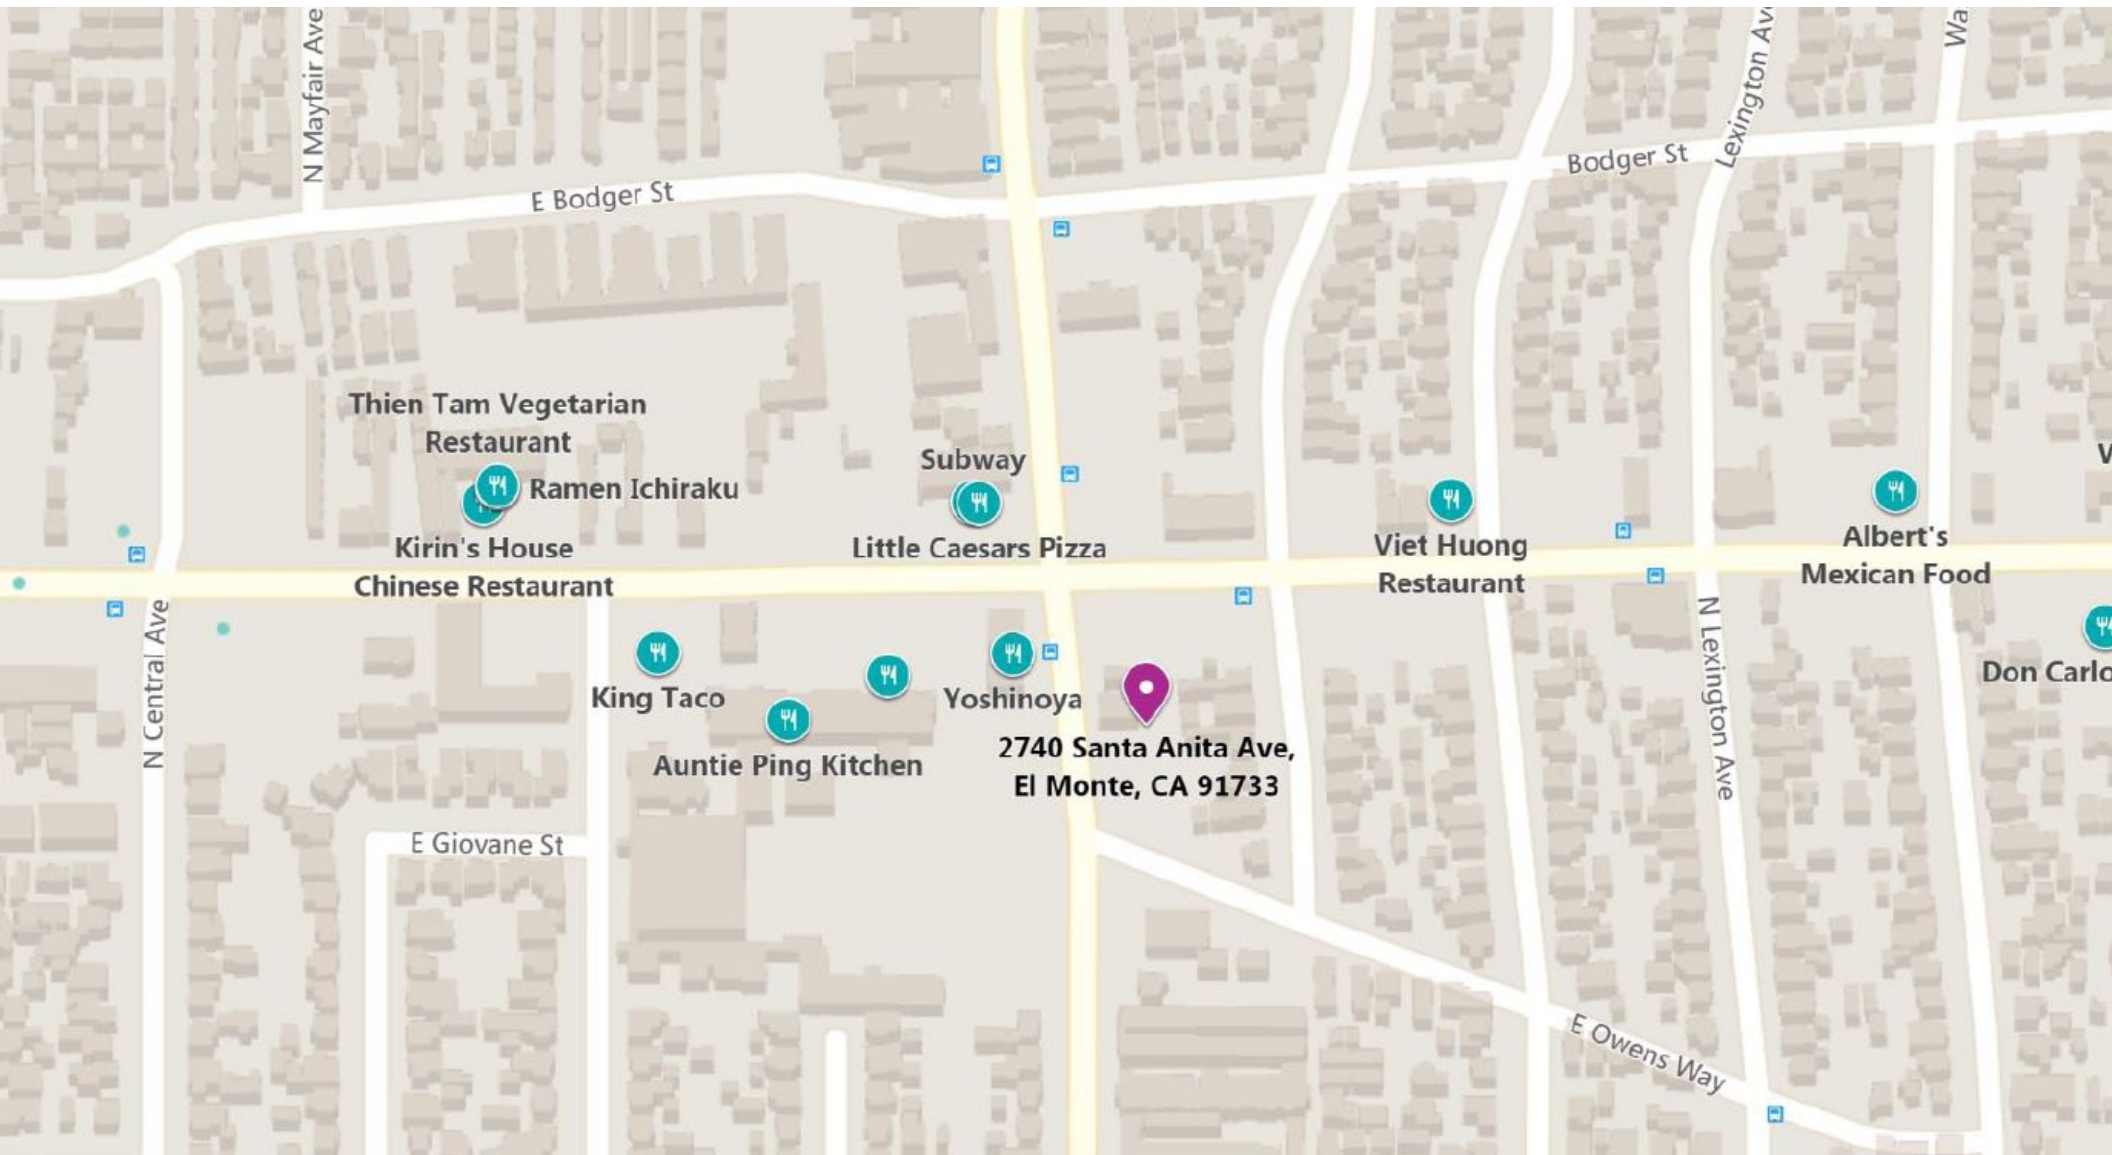 N Mayfair Ave
Lexington Ave
Wa
Bodger St
E Bodger St
Thien Tam Vegetarian
Restaurant
Ramen Ichiraku
Kirin's House
Chinese Restaurant
Subway
Little Caesars Pizza
Viet Huong
Restaurant
Albert's
Mexican Food
V
N Central Ave
King Taco
Auntie Ping Kitchen
Yoshinoya
2740 Santa Anita Ave,
El Monte, CA 91733
N Lexington Ave
Don Carlo
E Giovane St
E Owens Way